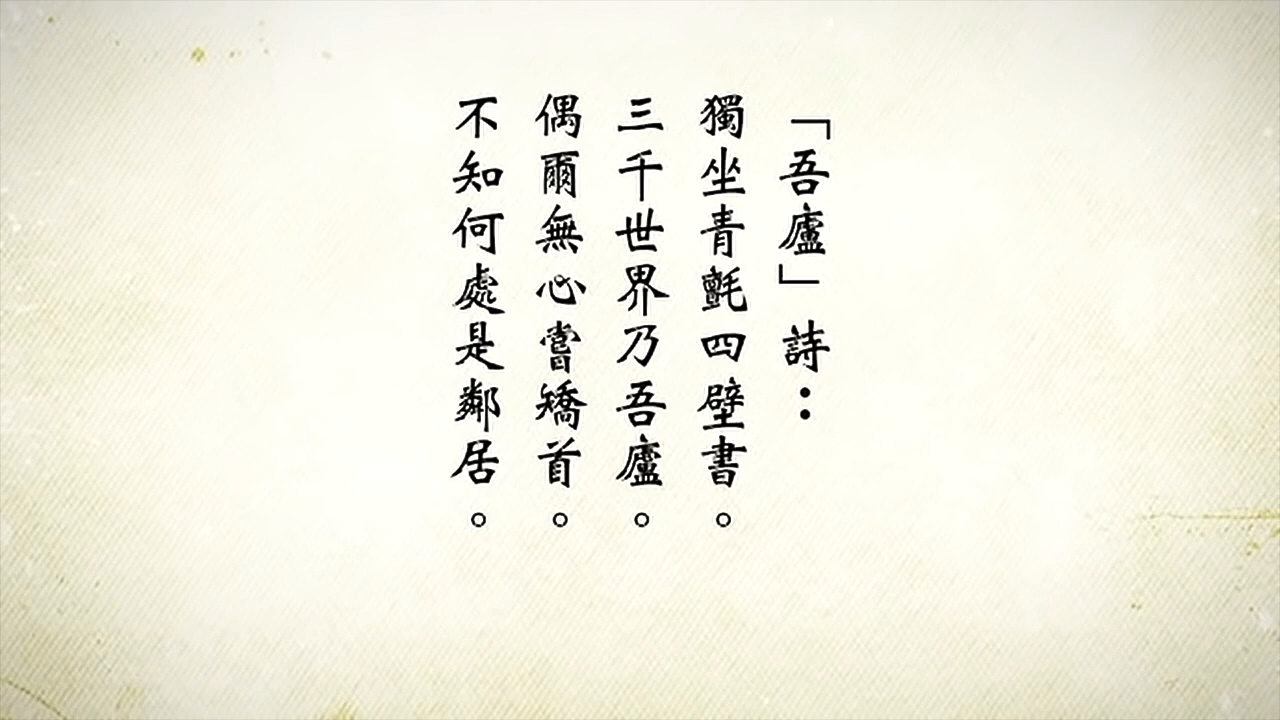 「吾廬」詩：
獨坐青氈四壁書。
三千世界乃吾廬。
偶爾無心嘗矯首。
不知何處是鄰居。